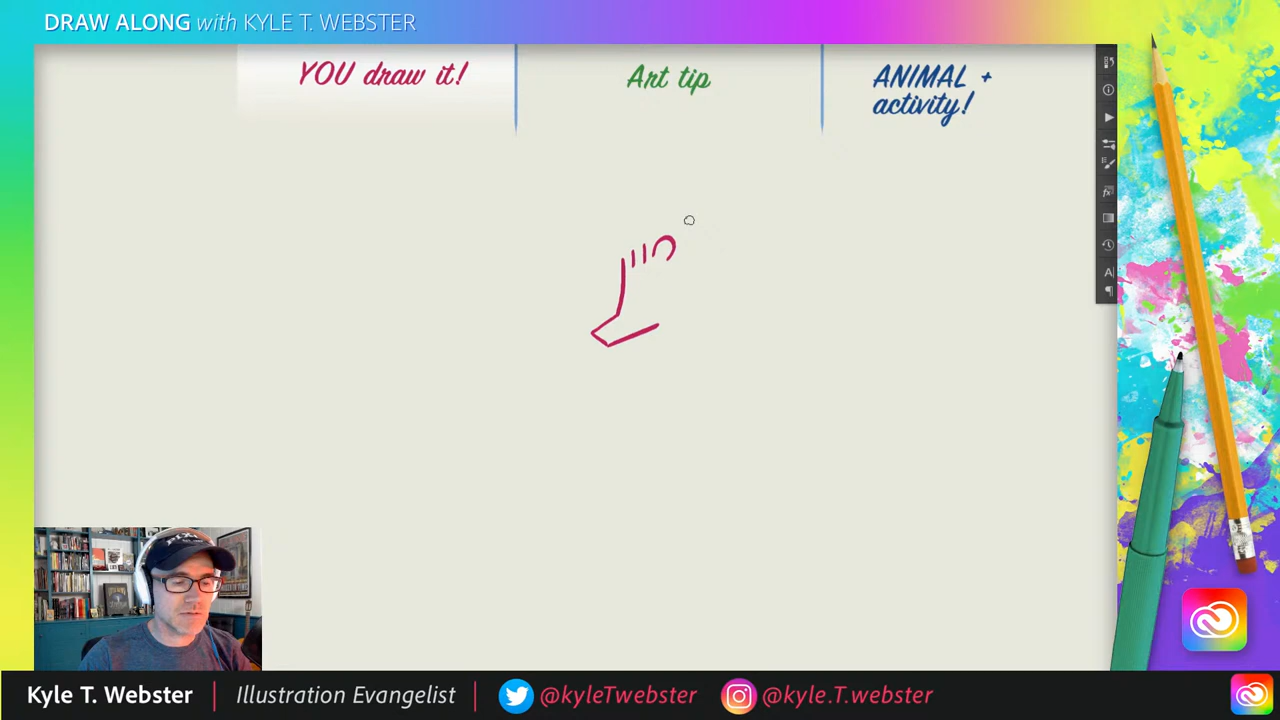 DRAW ALONG with KYLE T. WEBSTER
YOU draw it!
Art tip
ANIMAL +
activity!
Kyle T. Webster | Illustration Evangelist | @kyleTwebster @kyle.T.webster